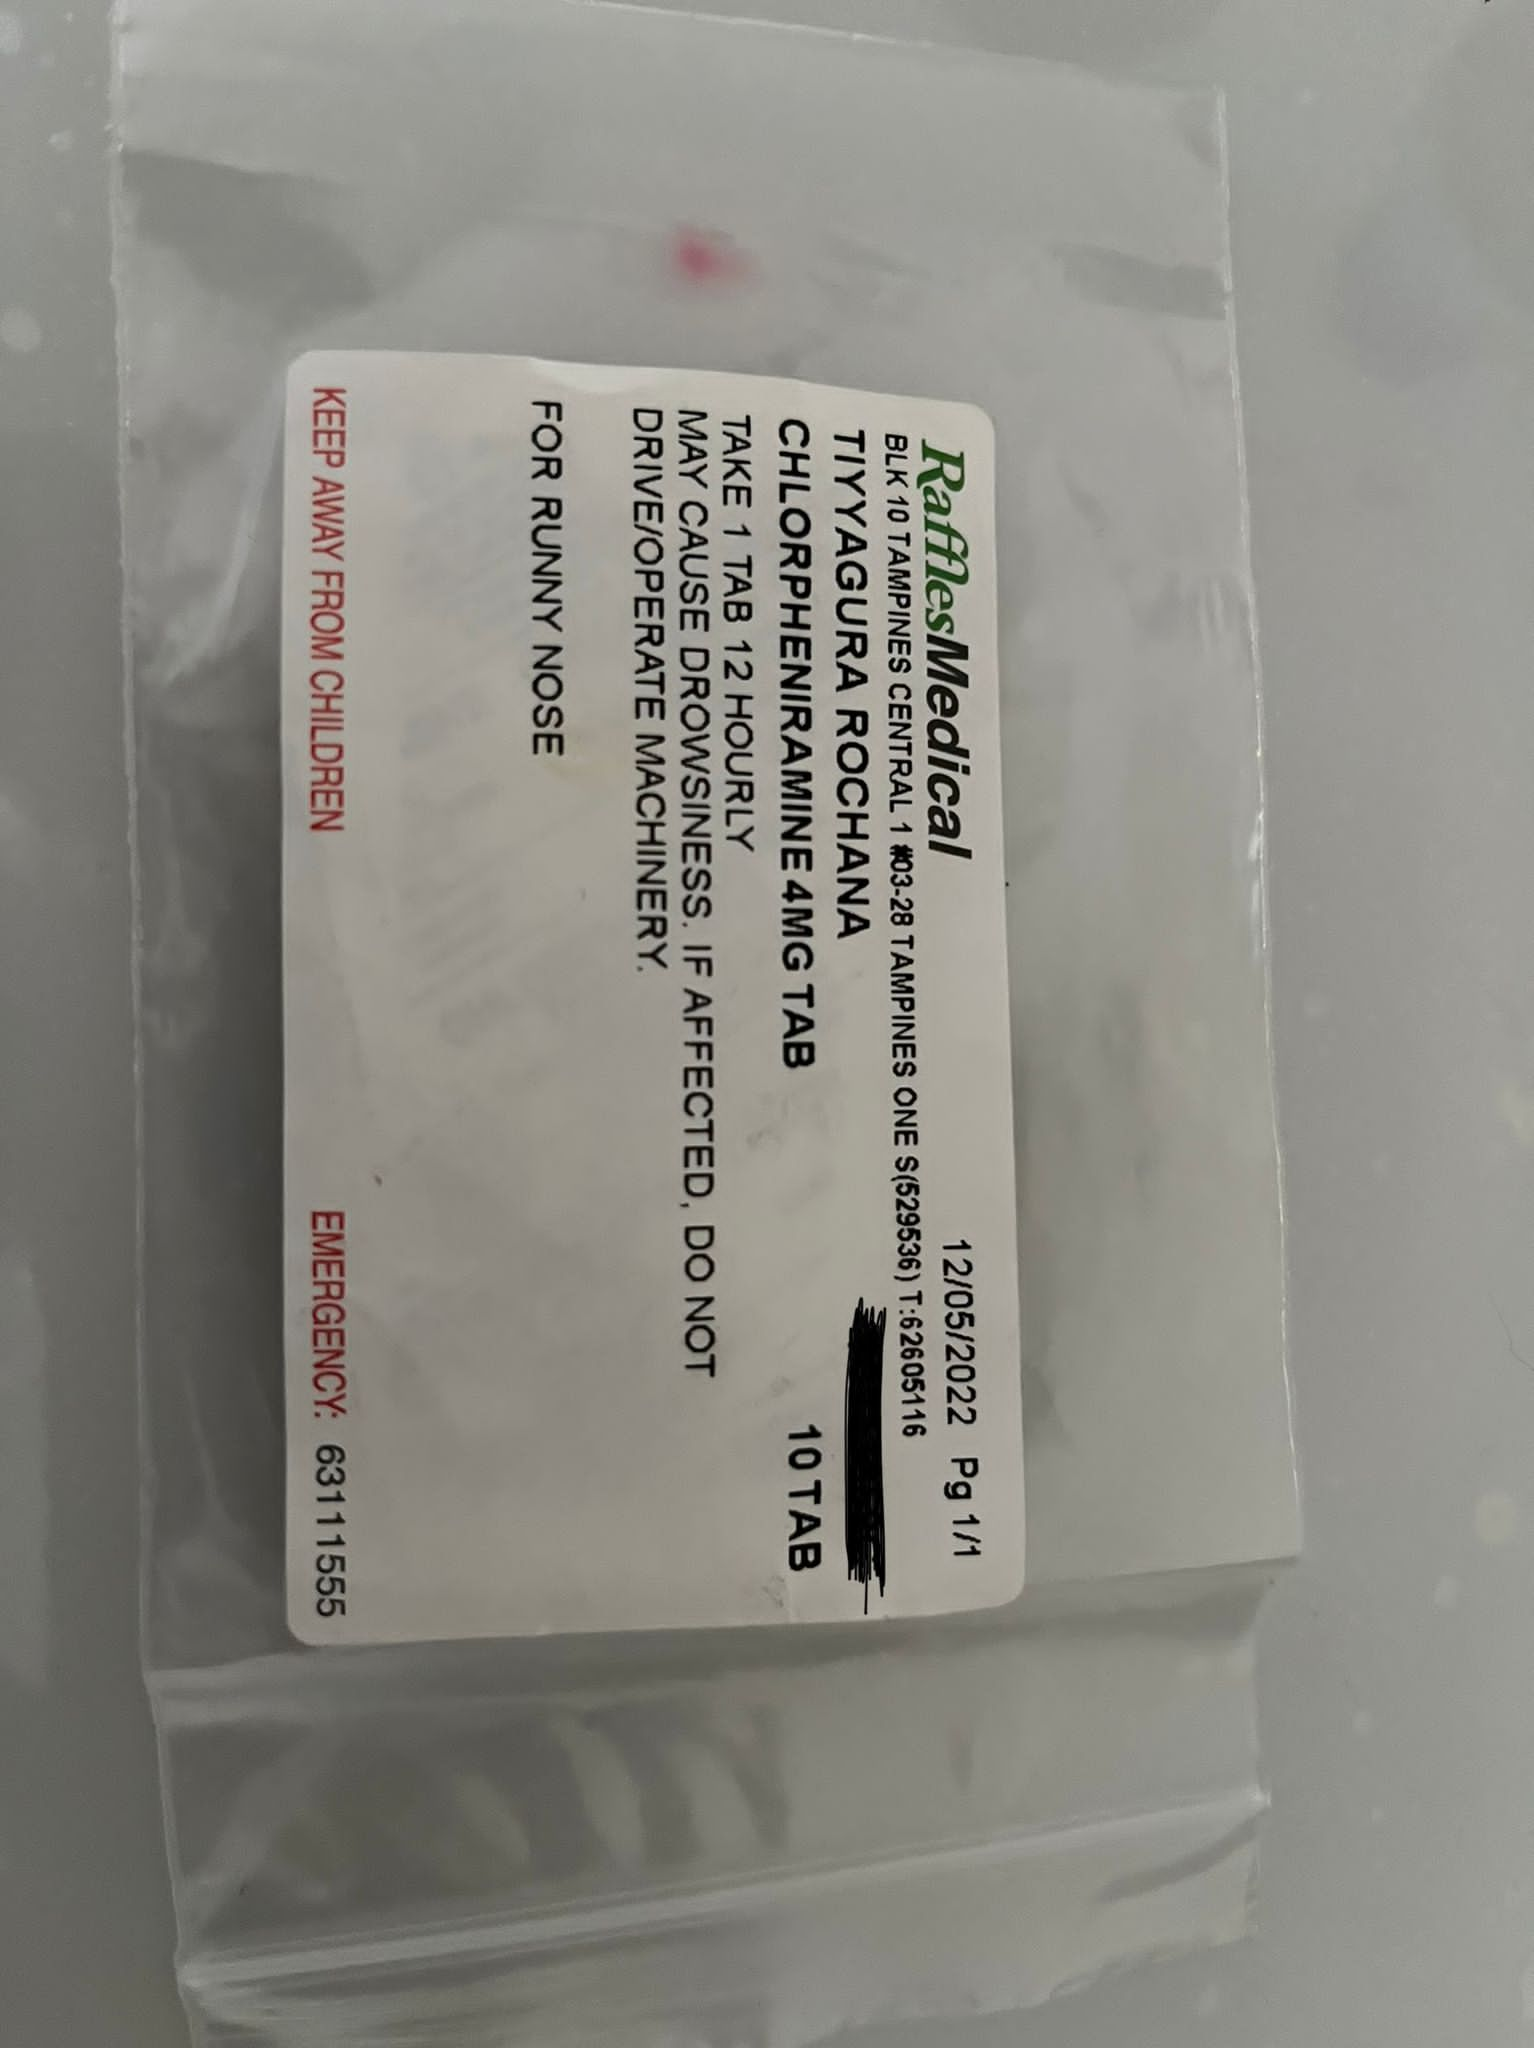 RafflesMedical 12/05/2022 Pg 1/1
BLK 10 TAMPINES CENTRAL 1 #03-28 TAMPINES ONE S(529536) T:62605116
TIYYAGURA ROCHANA
CHLORPHENIRAMINE 4MG TAB 10 TAB
TAKE 1 TAB 12 HOURLY
MAY CAUSE DROWSINESS. IF AFFECTED, DO NOT
DRIVE/OPERATE MACHINERY.
FOR RUNNY NOSE
KEEP AWAY FROM CHILDREN EMERGENCY: 63111555